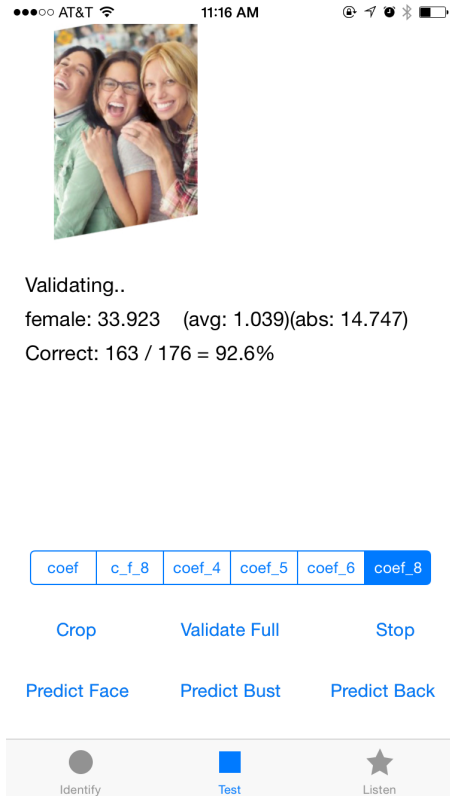 AT&T 11:16 AM
Validating..
female: 33.923 (avg: 1.039)(abs: 14.747)
Correct: 163 / 176 = 92.6%
coef c_f_8 coef_4 coef_5 coef_6 coef_8
Crop Validate Full Stop
Predict Face Predict Bust Predict Back
Identify Test Listen